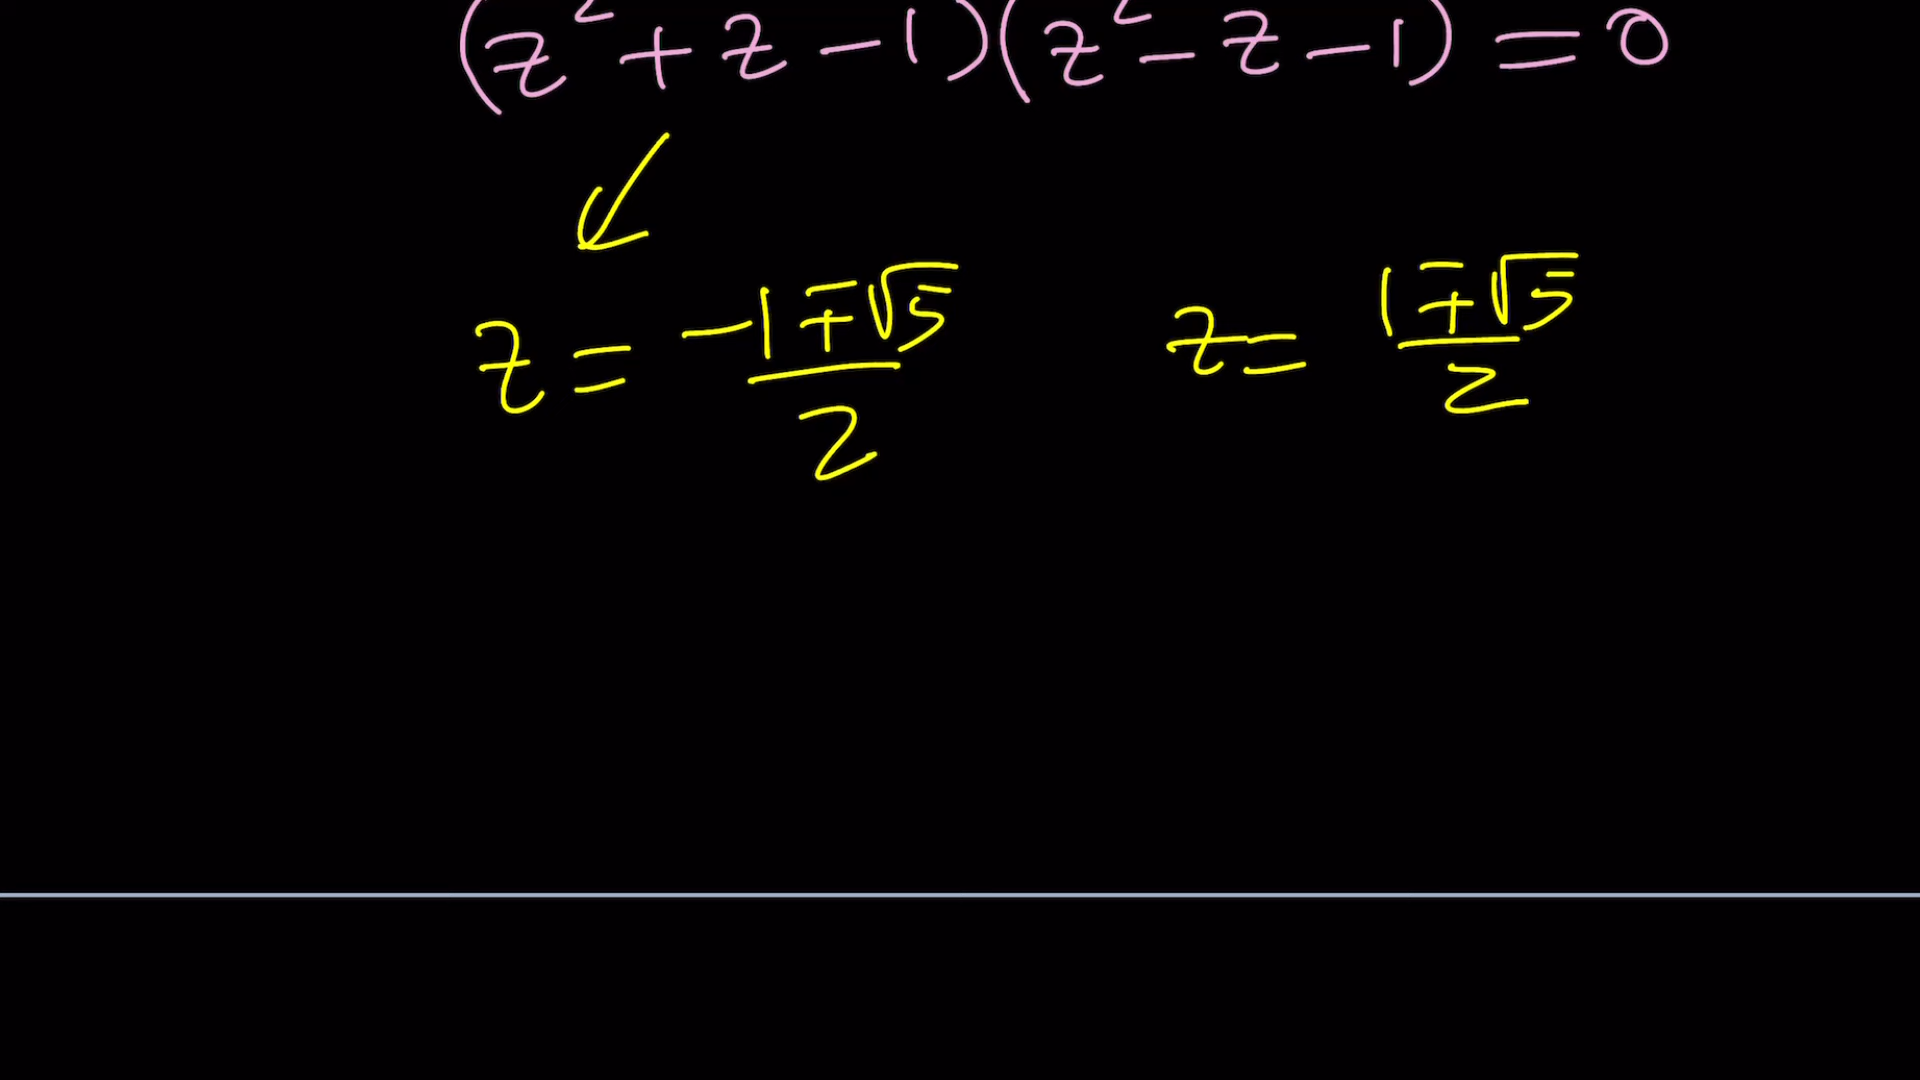 (z² + z - 1)(z² - z - 1) = 0
z = (-1 ∓ √5)/2    z = (1 ∓ √5)/2